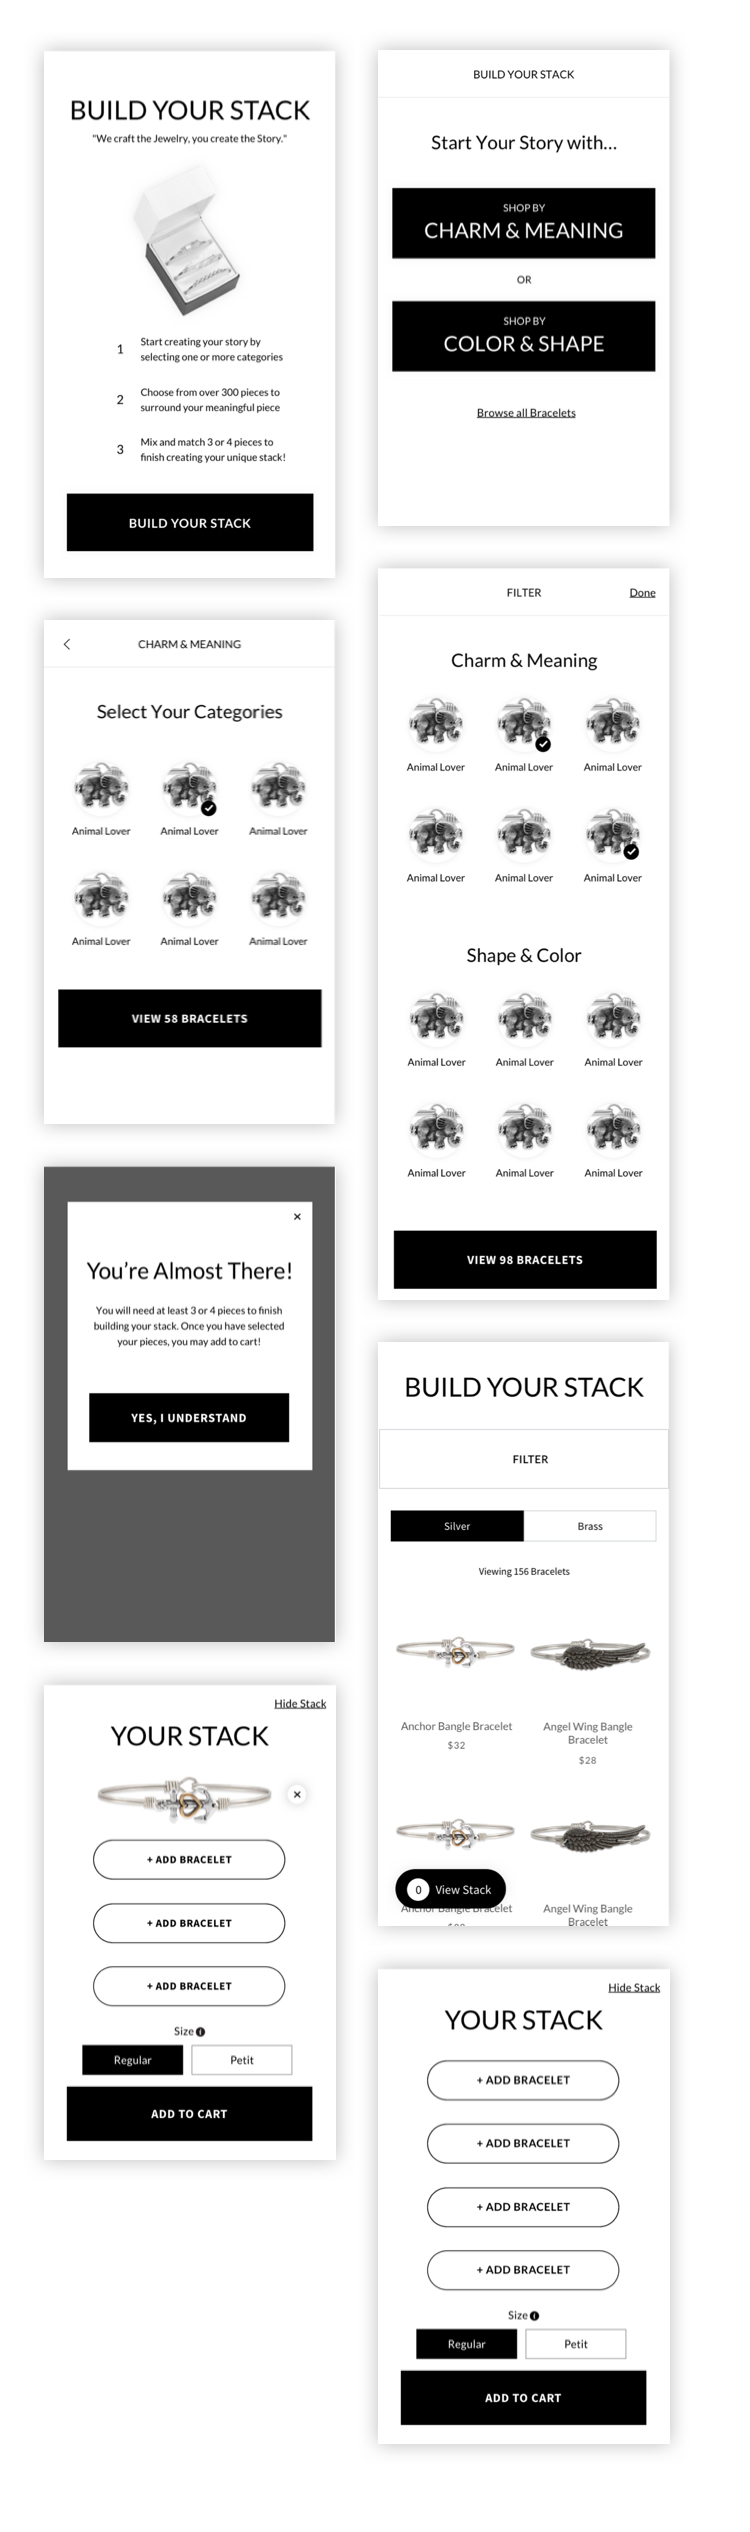 BUILD YOUR STACK
"We craft the Jewelry, you create the Story."
1
Start creating your story by
selecting one or more categories
2
Choose from over 300 pieces to
surround your meaningful piece
3
Mix and match 3 or 4 pieces to
finish creating your unique stack!
BUILD YOUR STACK
BUILD YOUR STACK
Start Your Story with...
SHOP BY
CHARM & MEANING
OR
SHOP BY
COLOR & SHAPE
Browse all Bracelets
CHARM & MEANING
Select Your Categories
Animal Lover Animal Lover Animal Lover
Animal Lover Animal Lover Animal Lover
VIEW 58 BRACELETS
FILTER Done
Charm & Meaning
Animal Lover Animal Lover Animal Lover
Animal Lover Animal Lover Animal Lover
Shape & Color
Animal Lover Animal Lover Animal Lover
Animal Lover Animal Lover Animal Lover
VIEW 98 BRACELETS
You're Almost There!
You will need at least 3 or 4 pieces to finish
building your stack. Once you have selected
your pieces, you may add to cart!
YES, I UNDERSTAND
BUILD YOUR STACK
FILTER
Silver Brass
Viewing 156 Bracelets
Anchor Bangle Bracelet
$32
Angel Wing Bangle
Bracelet
$28
0 View Stack
Anchor Bangle Bracelet
Angel Wing Bangle
Bracelet
Hide Stack
YOUR STACK
+ ADD BRACELET
+ ADD BRACELET
+ ADD BRACELET
Size
Regular Petit
ADD TO CART
Hide Stack
YOUR STACK
+ ADD BRACELET
+ ADD BRACELET
+ ADD BRACELET
+ ADD BRACELET
Size
Regular Petit
ADD TO CART